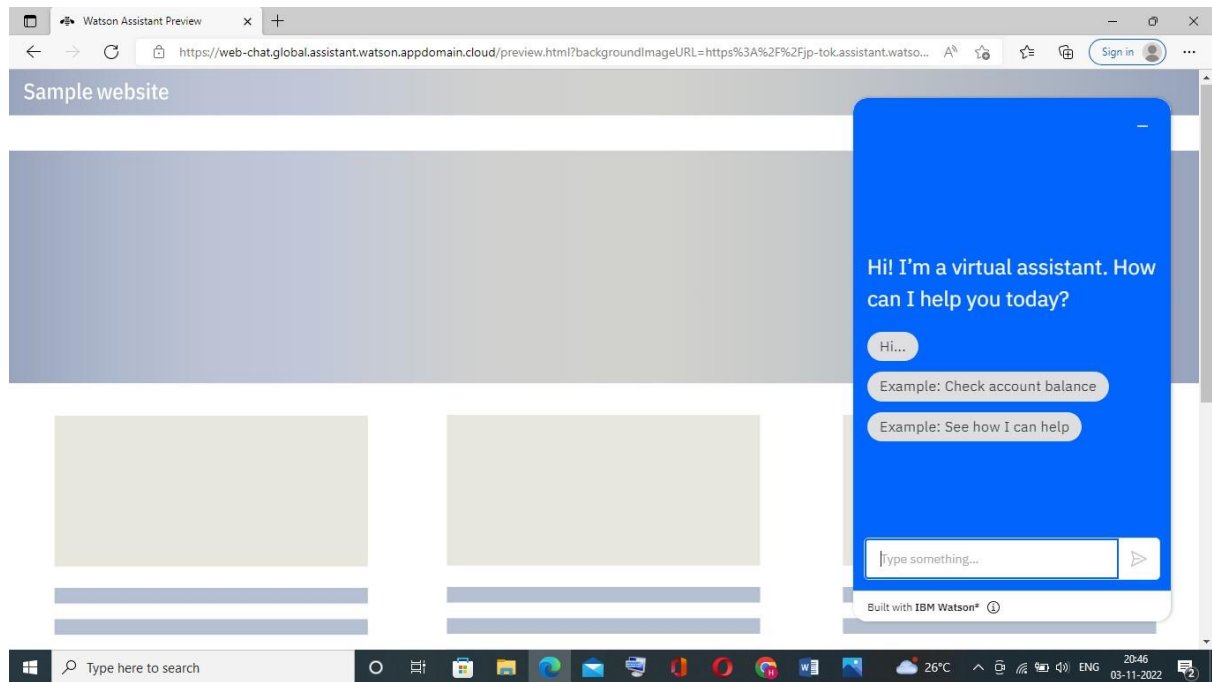 Watson Assistant Preview
https://web-chat.global.assistant.watson.appdomain.cloud/preview.html?backgroundImageURL=https%3A%2F%2Fjp-tok.assistant.watso...
Sign in
Sample website
Hi! I’m a virtual assistant. How
can I help you today?
Hi...
Example: Check account balance
Example: See how I can help
Type something...
Built with IBM Watson®
Type here to search
26°C
ENG
20:46
03-11-2022
2